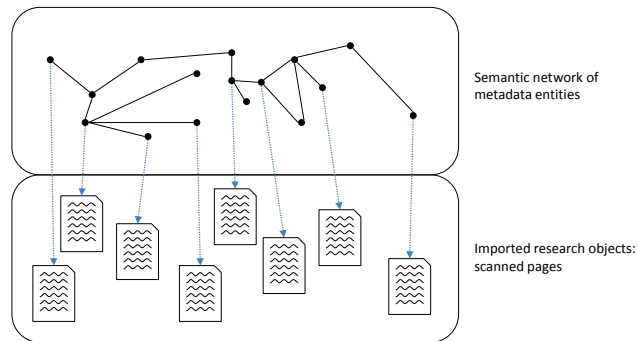 Semantic network of
metadata entities
Imported research objects:
scanned pages